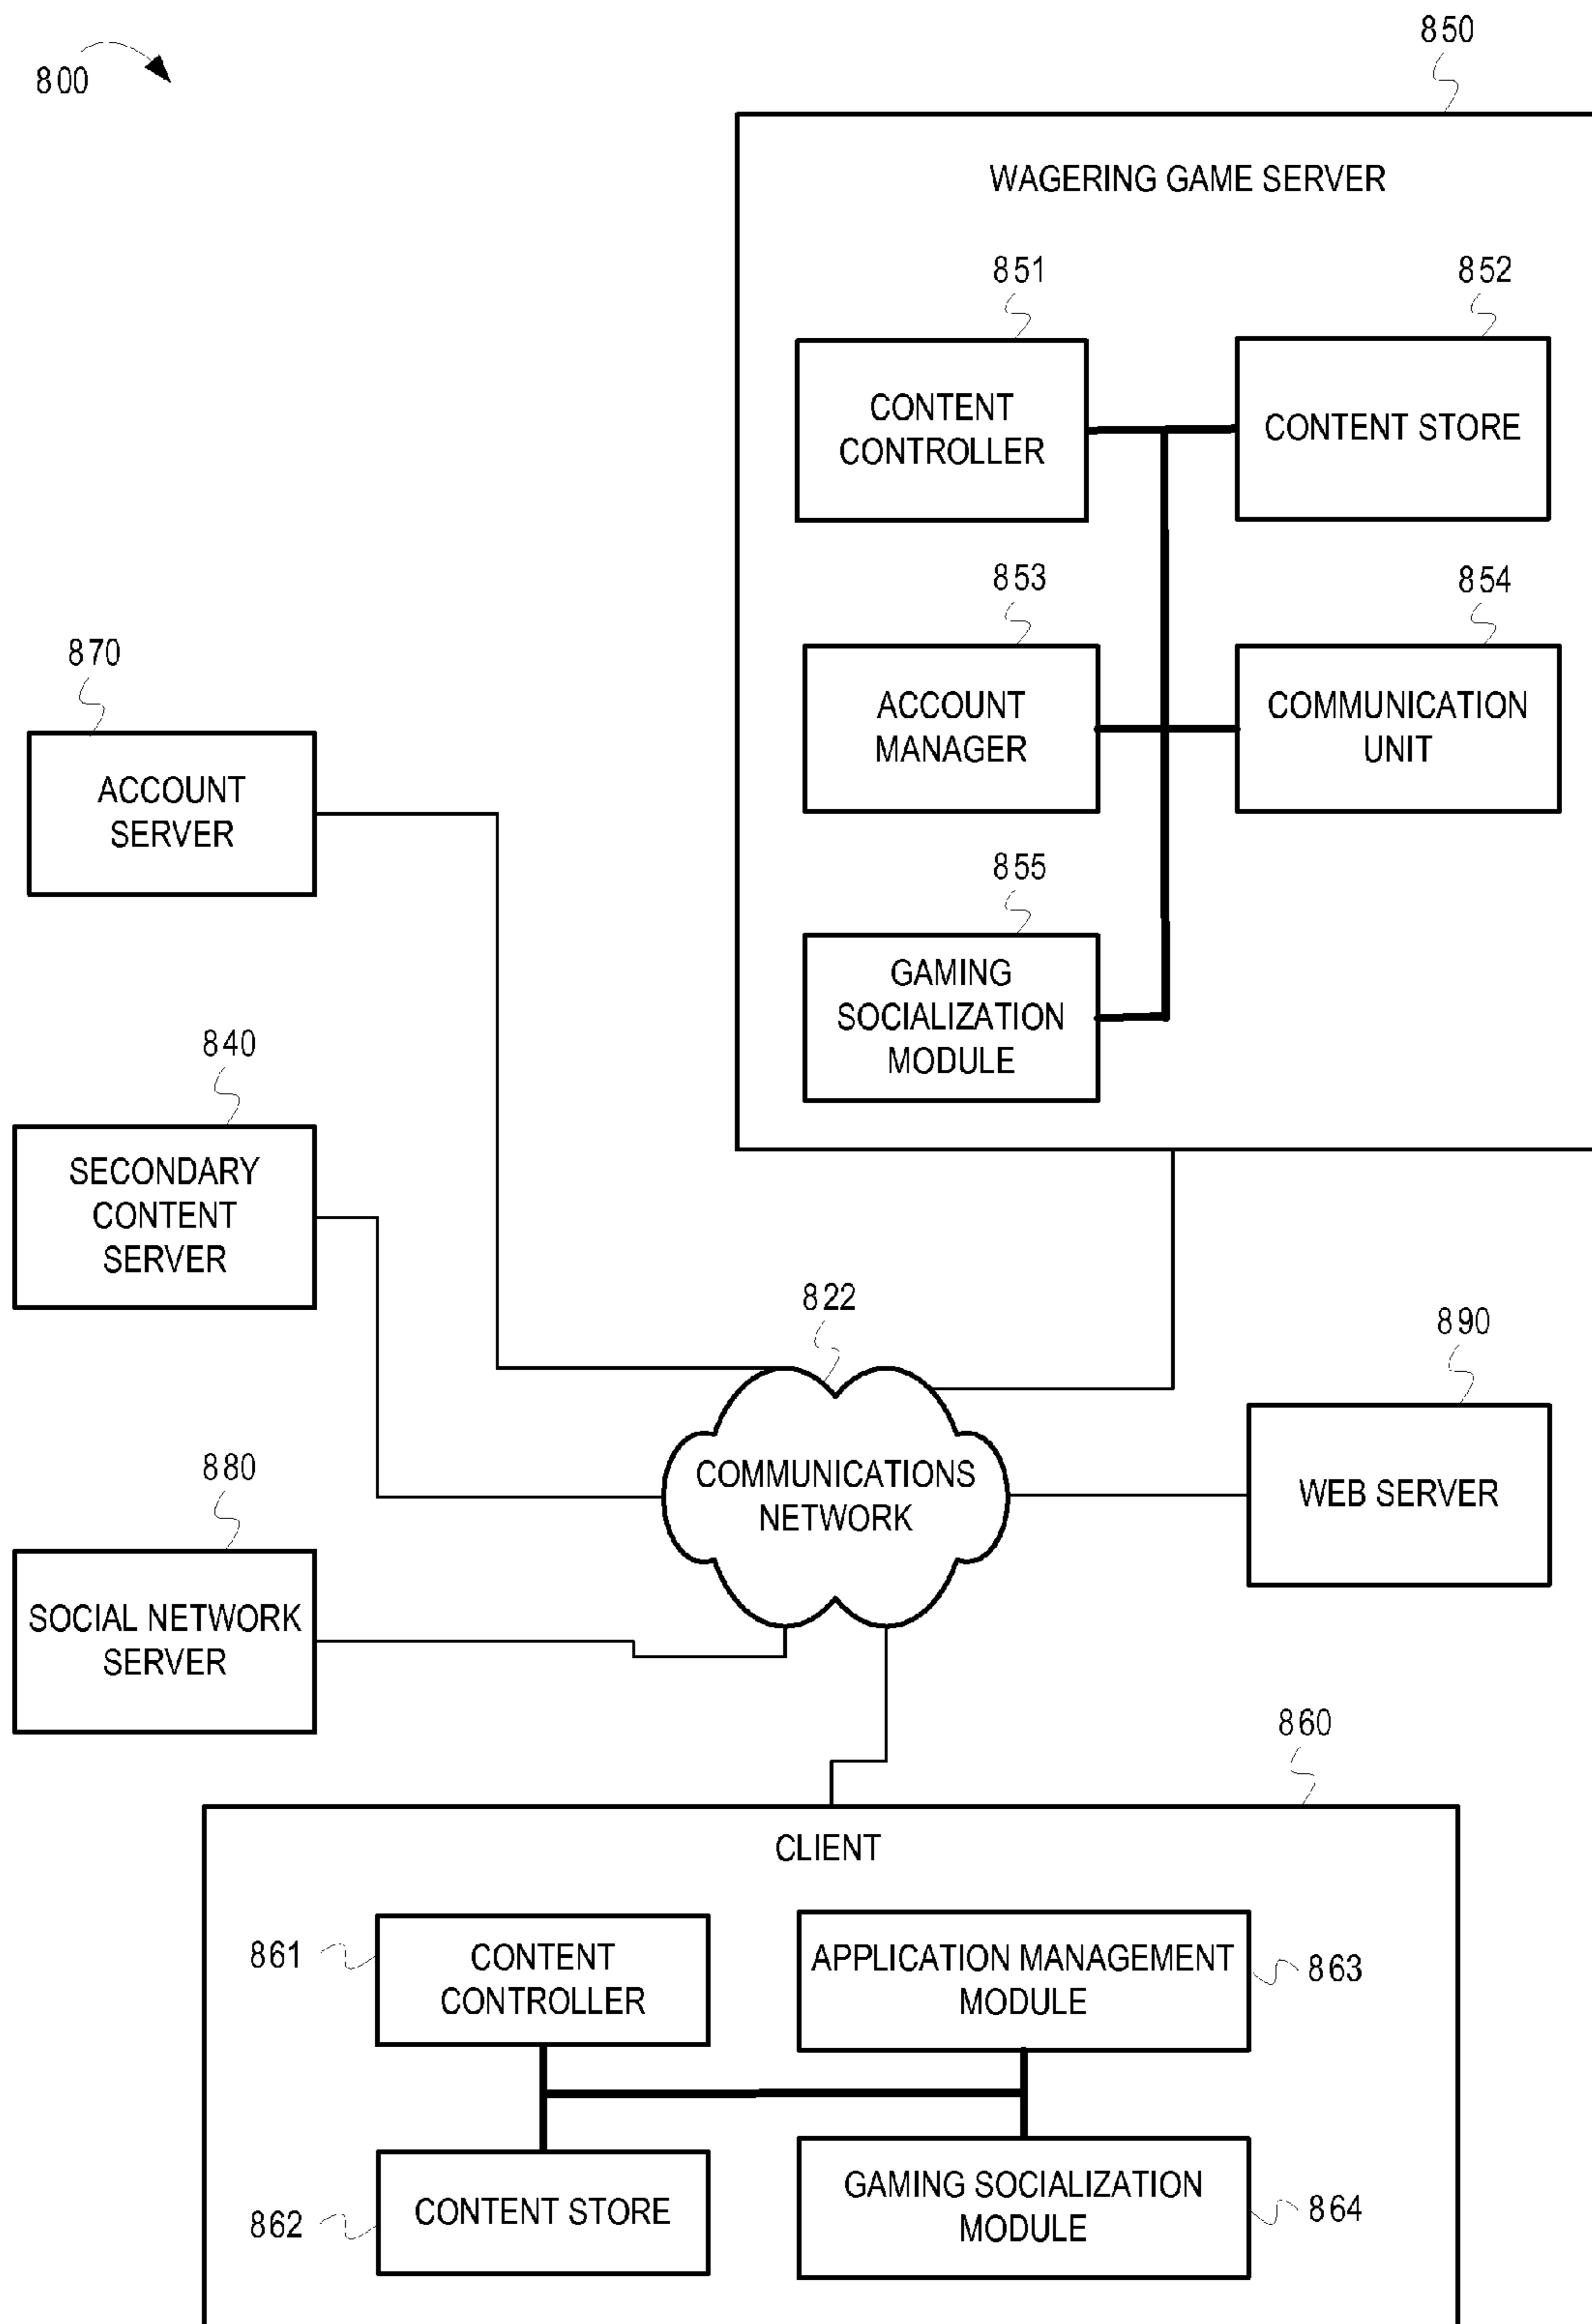 800
850
WAGERING GAME SERVER
851
852
CONTENT
CONTROLLER
CONTENT STORE
853
854
ACCOUNT
MANAGER
COMMUNICATION
UNIT
855
GAMING
SOCIALIZATION
MODULE
870
ACCOUNT
SERVER
840
SECONDARY
CONTENT
SERVER
822
COMMUNICATIONS
NETWORK
890
WEB SERVER
880
SOCIAL NETWORK
SERVER
860
CLIENT
861
CONTENT
CONTROLLER
APPLICATION MANAGEMENT
MODULE
863
862
CONTENT STORE
GAMING SOCIALIZATION
MODULE
864